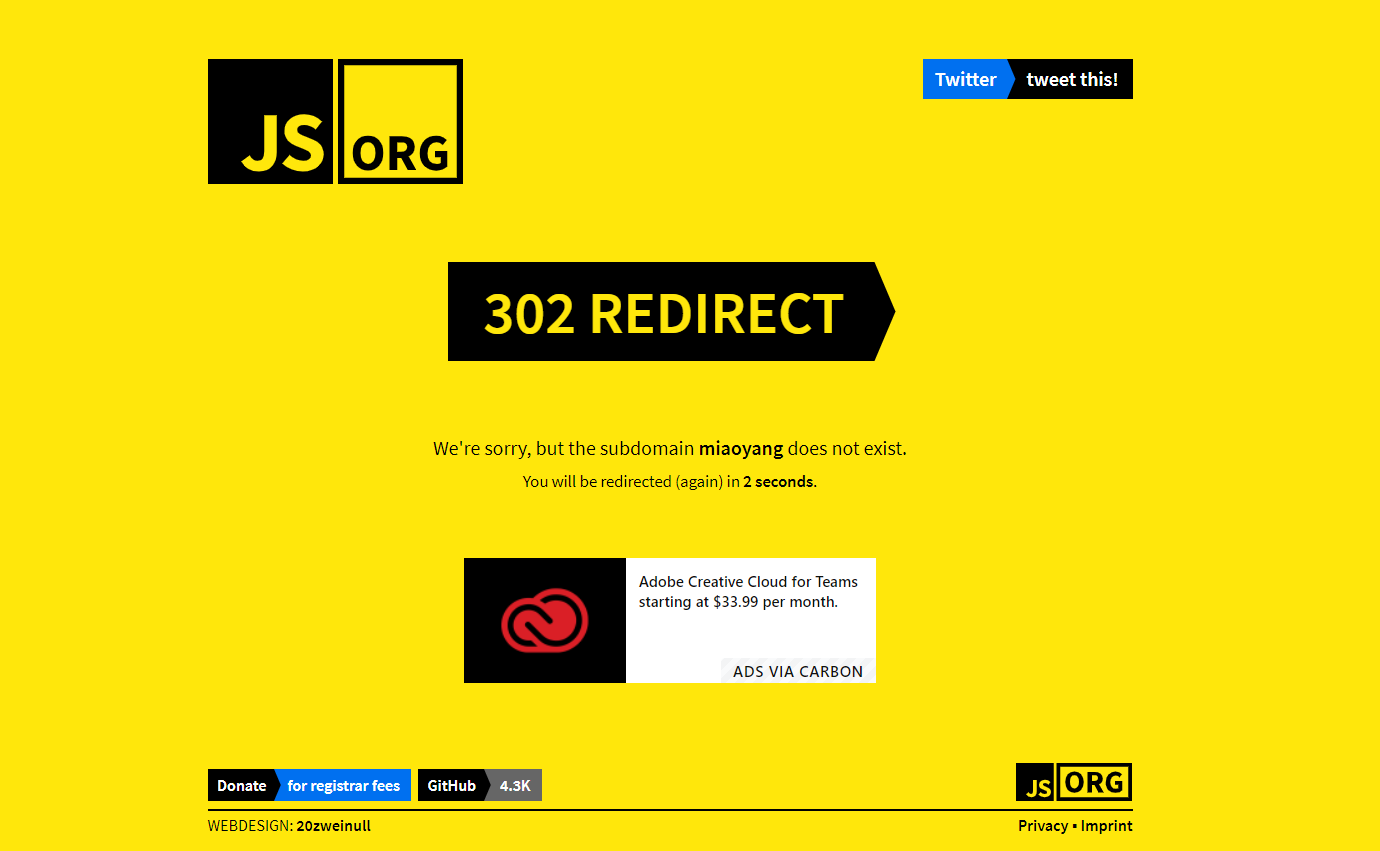 JS ORG
Twitter tweet this!
302 REDIRECT
We're sorry, but the subdomain miaoyang does not exist.
You will be redirected (again) in 2 seconds.
Adobe Creative Cloud for Teams
starting at $33.99 per month.
ADS VIA CARBON
Donate for registrar fees GitHub 4.3K
JS ORG
WEBDESIGN: 20zweinull
Privacy ▪ Imprint